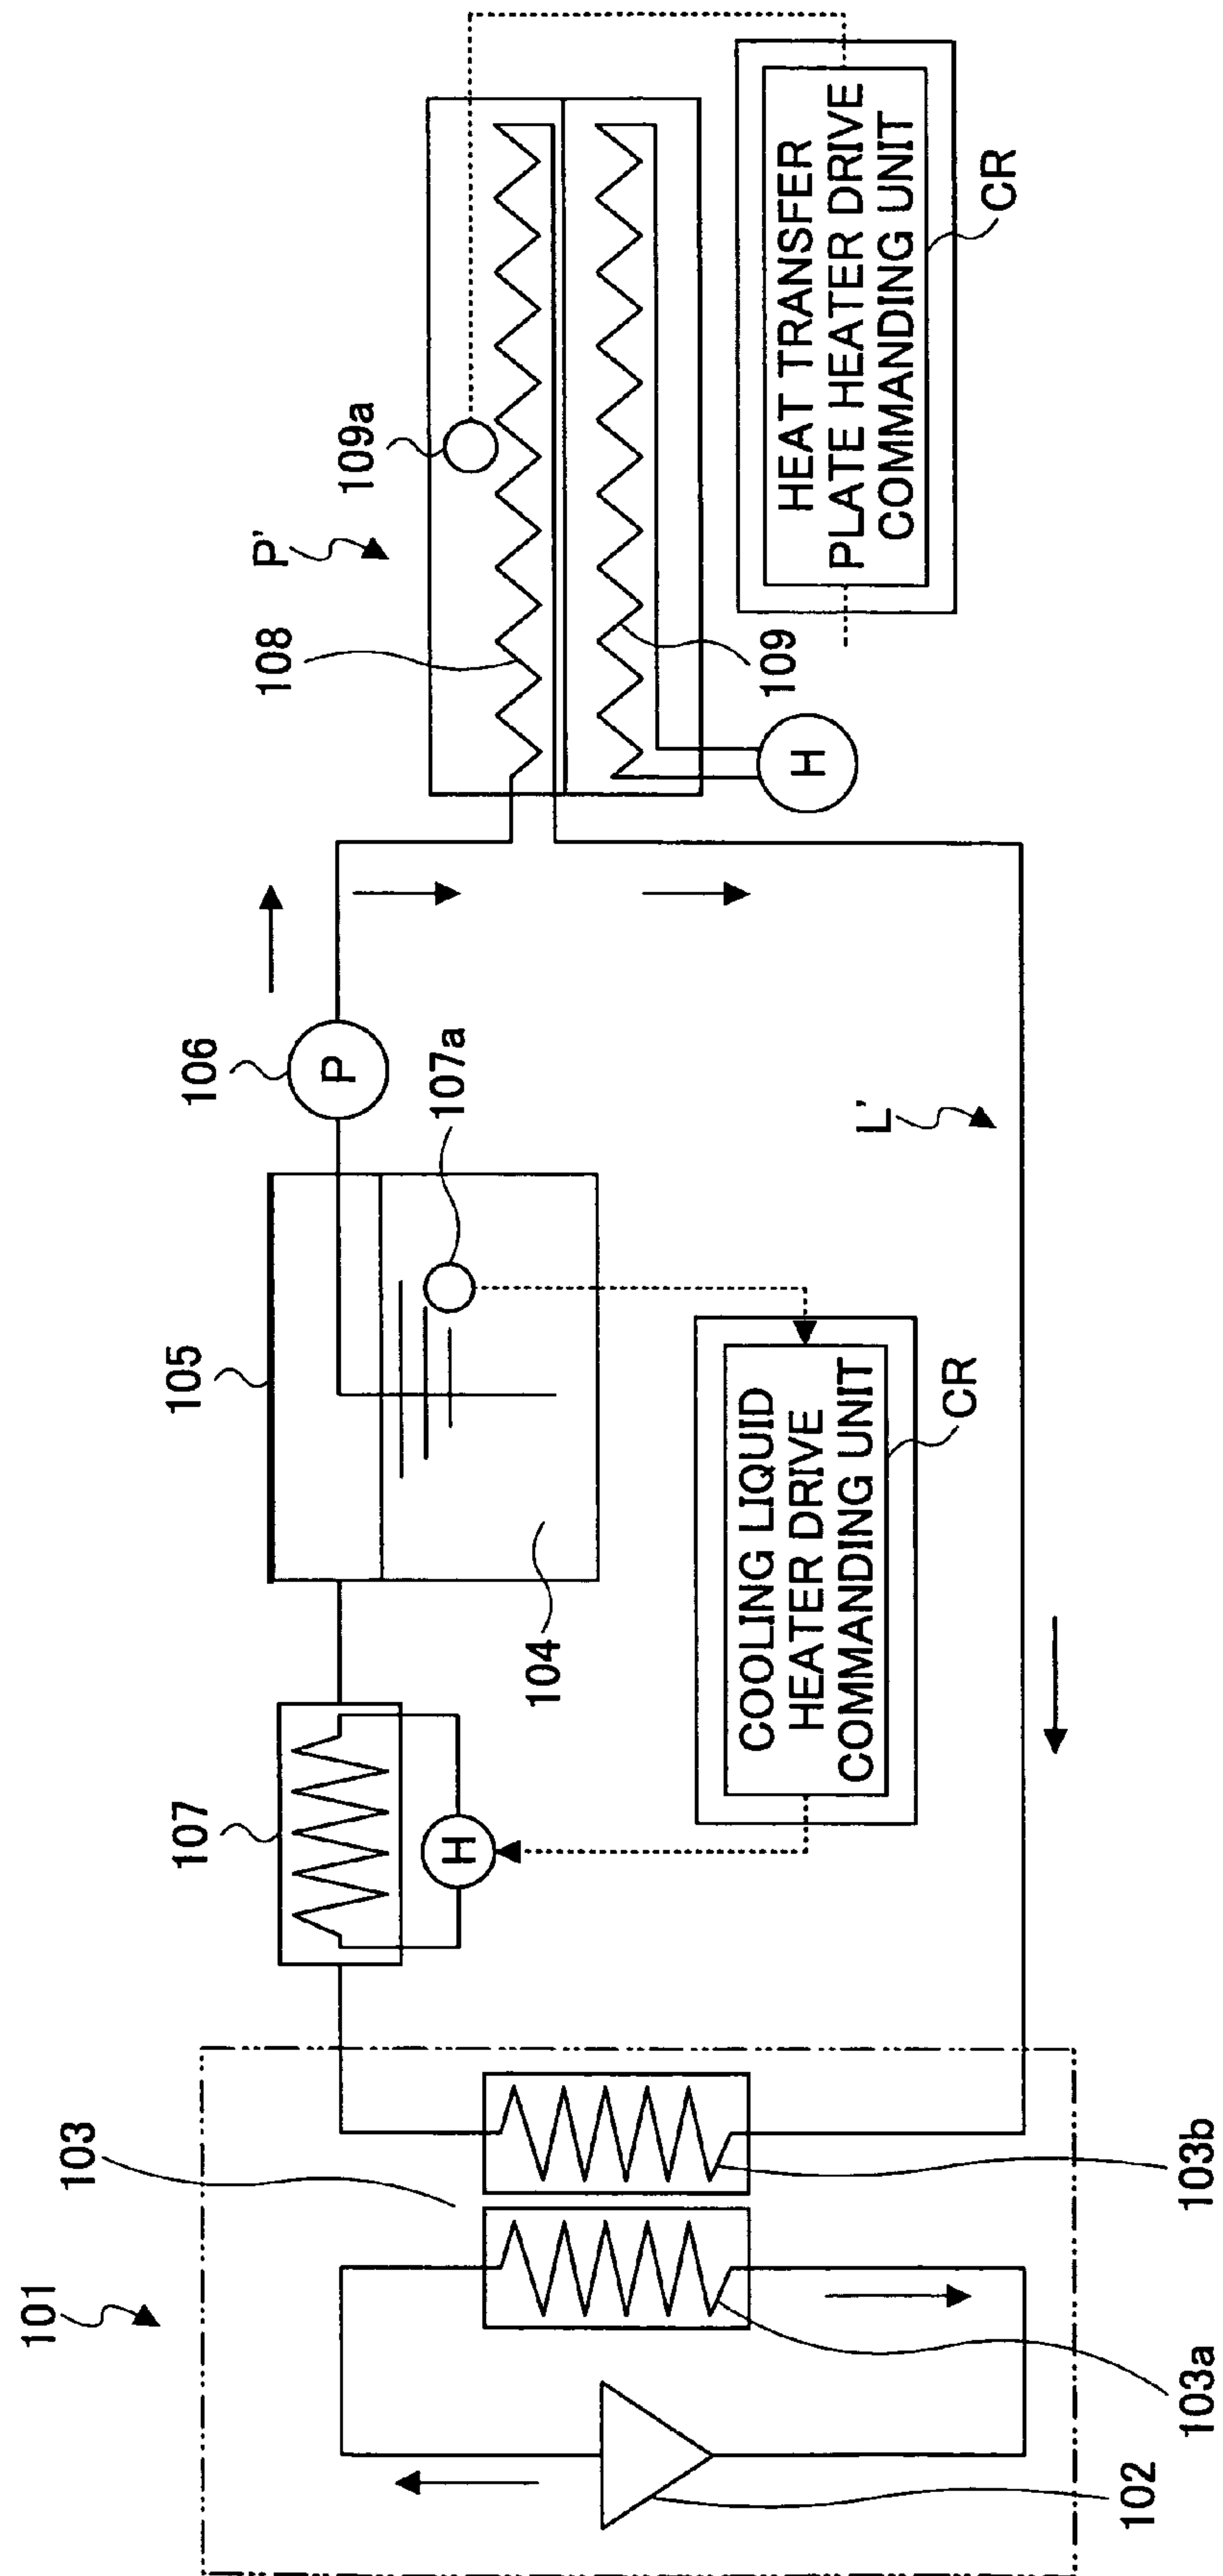 101
103
102
103a
103b
107
H
105
104
106
P
107a
COOLING LIQUID
HEATER DRIVE
COMMANDING UNIT
CR
L'
P'
108
109a
109
H
HEAT TRANSFER
PLATE HEATER DRIVE
COMMANDING UNIT
CR